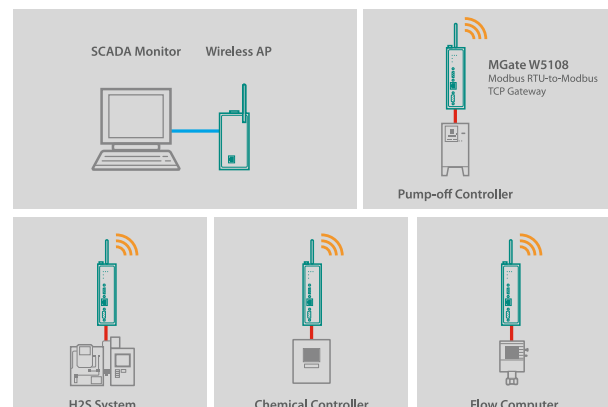 SCADA Monitor
Wireless AP
MGate W5108
Modbus RTU-to-Modbus
TCP Gateway
Pump-off Controller
H2S System
Chemical Controller
Flow Computer